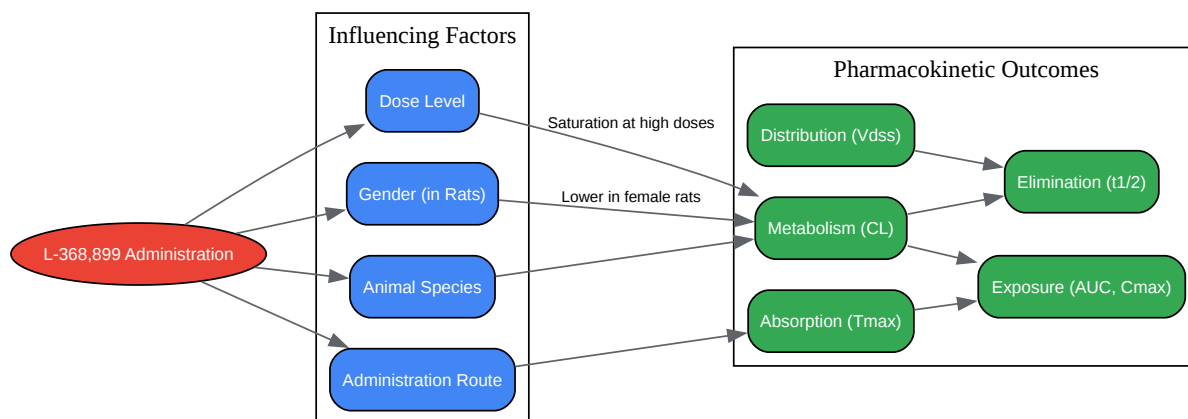 Influencing Factors
Pharmacokinetic Outcomes
L-368,899 Administration
Dose Level
Gender (in Rats)
Animal Species
Administration Route
Saturation at high doses
Lower in female rats
Distribution (Vdss)
Metabolism (CL)
Absorption (Tmax)
Elimination (t1/2)
Exposure (AUC, Cmax)